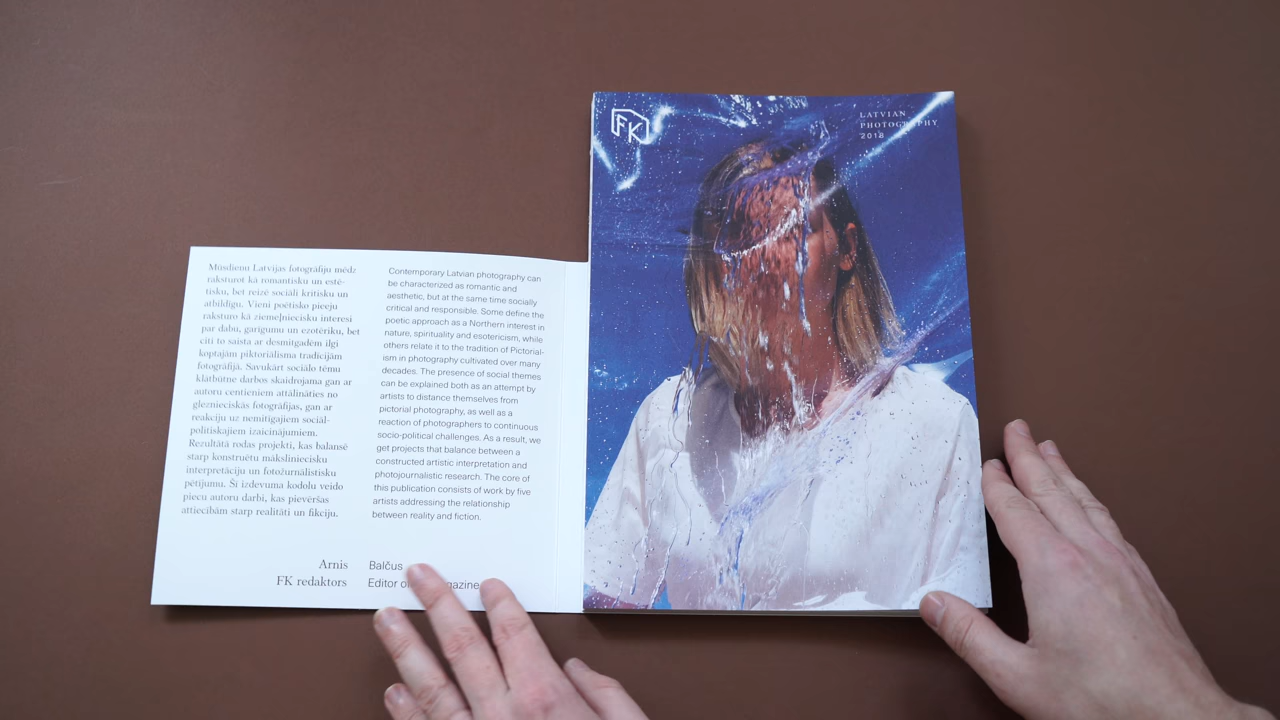 Mūsdienu Latvijas fotogrāfiju mēdz
raksturot kā romantisku un estē-
tisku, bet reizē sociāli kritisku un
atbildīgu. Vieni poētisko pieeju
raksturo kā ziemeļniecisku interesi
par dabu, garīgumu un ezotēriku, bet
citi to saista ar desmitgadēm ilgi
koptajām piktoriālisma tradīcijām
fotogrāfijā. Savukārt sociālo tēmu
klātbūtne darbos skaidrojama gan ar
autoru centieniem attālināties no
glezniecīskās fotogrāfijas, gan ar
reakciju uz nemitīgajiem sociāl-
politiskajiem izaicinājumiem.
Rezultātā rodas projekti, kas balansē
starp konstruētu māksliniecisku
interpretāciju un fotožurnālistisku
pētījumu. Šī izdevuma kodolu veido
piecu autoru darbi, kas pievēršas
attiecībām starp realitāti un fikciju.
Arnis
FK redaktors
Contemporary Latvian photography can
be characterized as romantic and
aesthetic, but at the same time socially
critical and responsible. Some define the
poetic approach as a Northern interest in
nature, spirituality and esotericism, while
others relate it to the tradition of Pictorial-
ism in photography cultivated over many
decades. The presence of social themes
can be explained both as an attempt by
artists to distance themselves from
pictorial photography, as well as a
reaction of photographers to continuous
socio-political challenges. As a result, we
get projects that balance between a
constructed artistic interpretation and
photojournalistic research. The core of
this publication consists of work by five
artists addressing the relationship
between reality and fiction.
Balčus
Editor of
FK
LATVIAN
PHOTOGRAPHY
2018